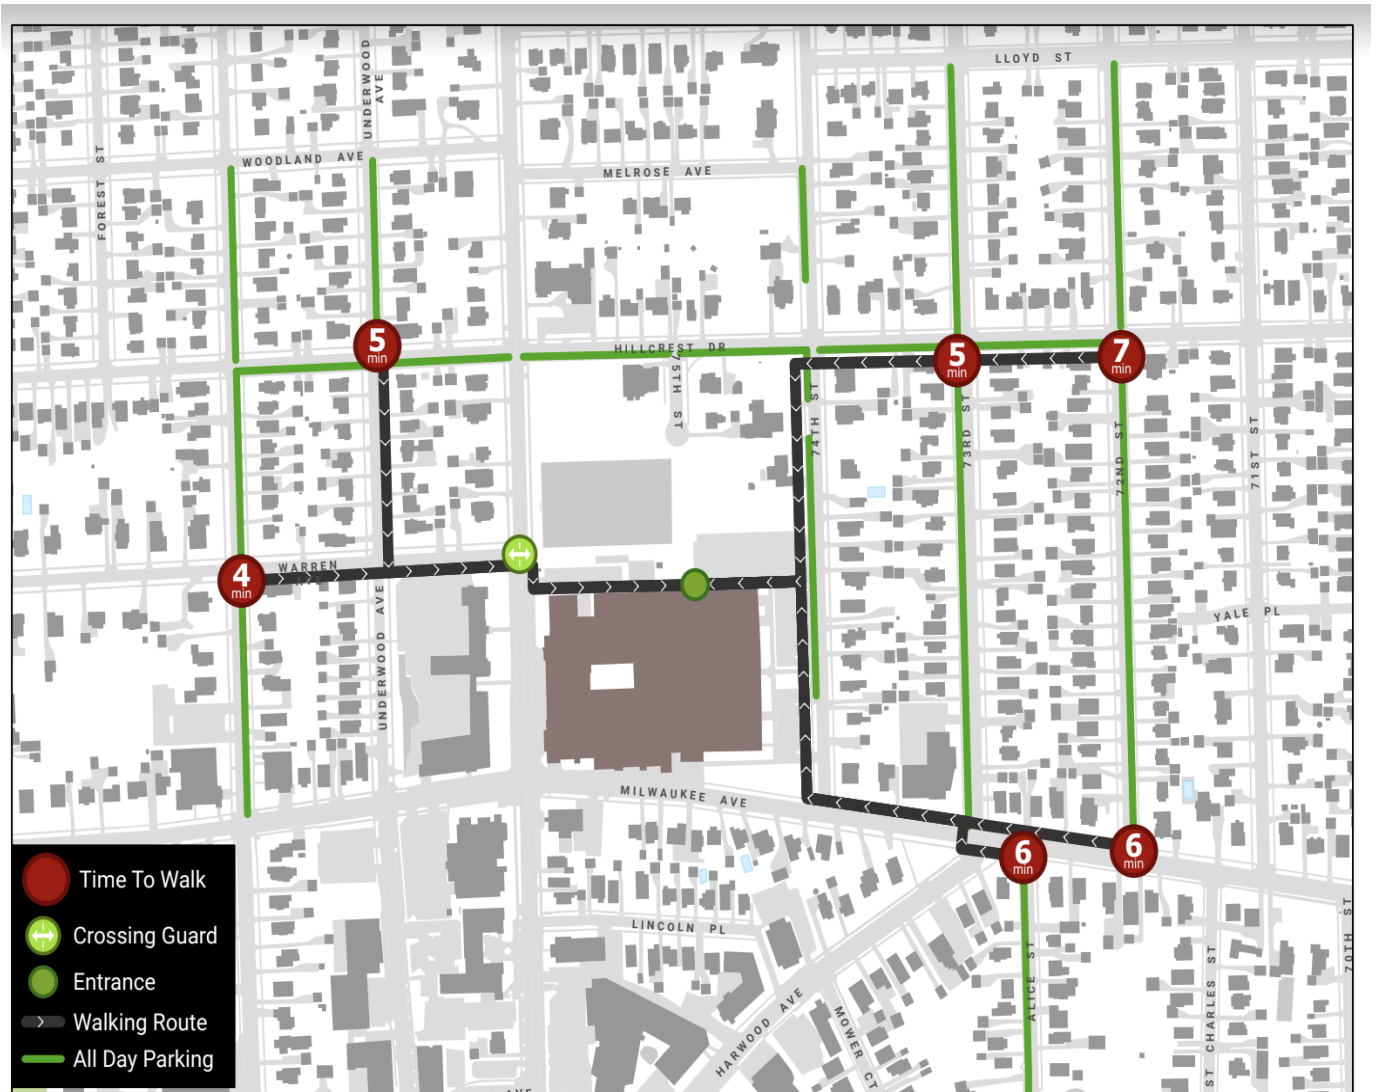 LLOYD ST
UNDERWOOD
AVE
WOODLAND AVE
FOREST ST
MELROSE AVE
HILLCREST DR
75TH ST
74TH ST
73RD ST
72ND ST
71ST ST
5
min
5
min
7
min
WARREN
AVE
4
min
UNDERWOOD AVE
YALE PL
MILWAUKEE AVE
6
min
6
min
LINCOLN PL
HARWOOD AVE
MOWER CT
ALICE ST
ST CHARLES ST
70TH ST
AVE
Time To Walk
Crossing Guard
Entrance
Walking Route
All Day Parking